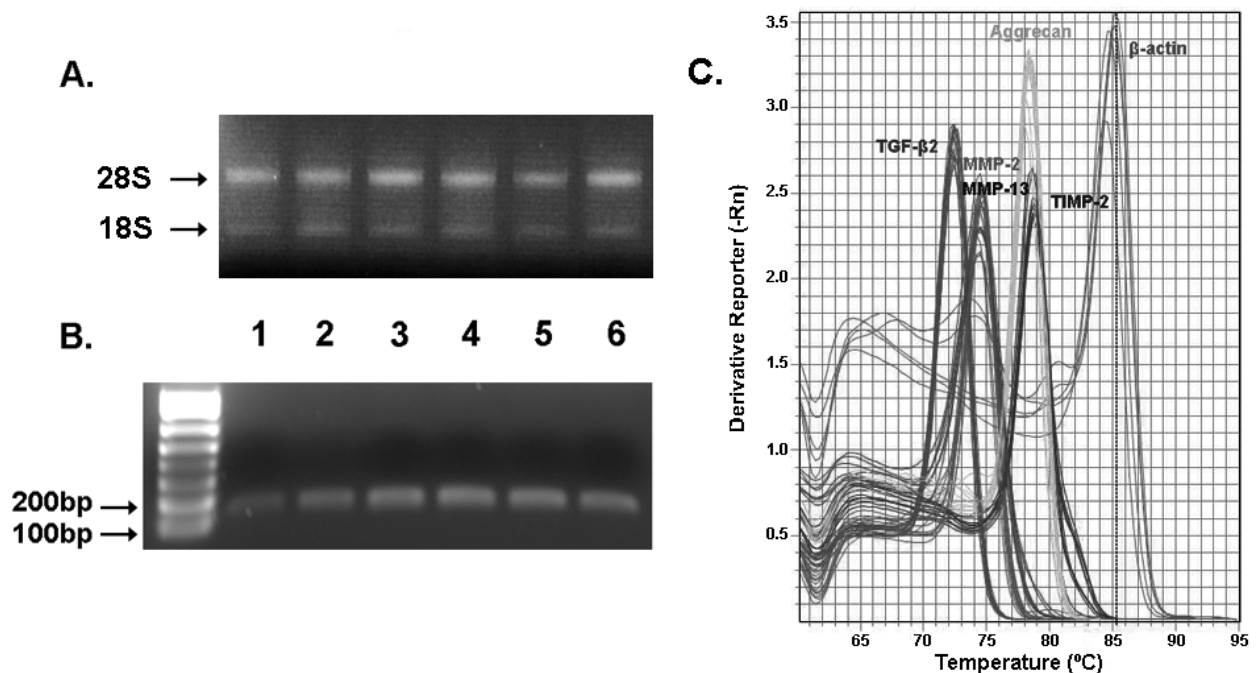 A.
28S
18S
B.
1 2 3 4 5 6
200bp
100bp
C.
Aggrecan
β-actin
TGF-β2
MMP-2
MMP-13
TIMP-2
Derivative Reporter (-Rn)
3.5
3.0
2.5
2.0
1.5
1.0
0.5
65 70 75 80 85 90 95
Temperature (ºC)